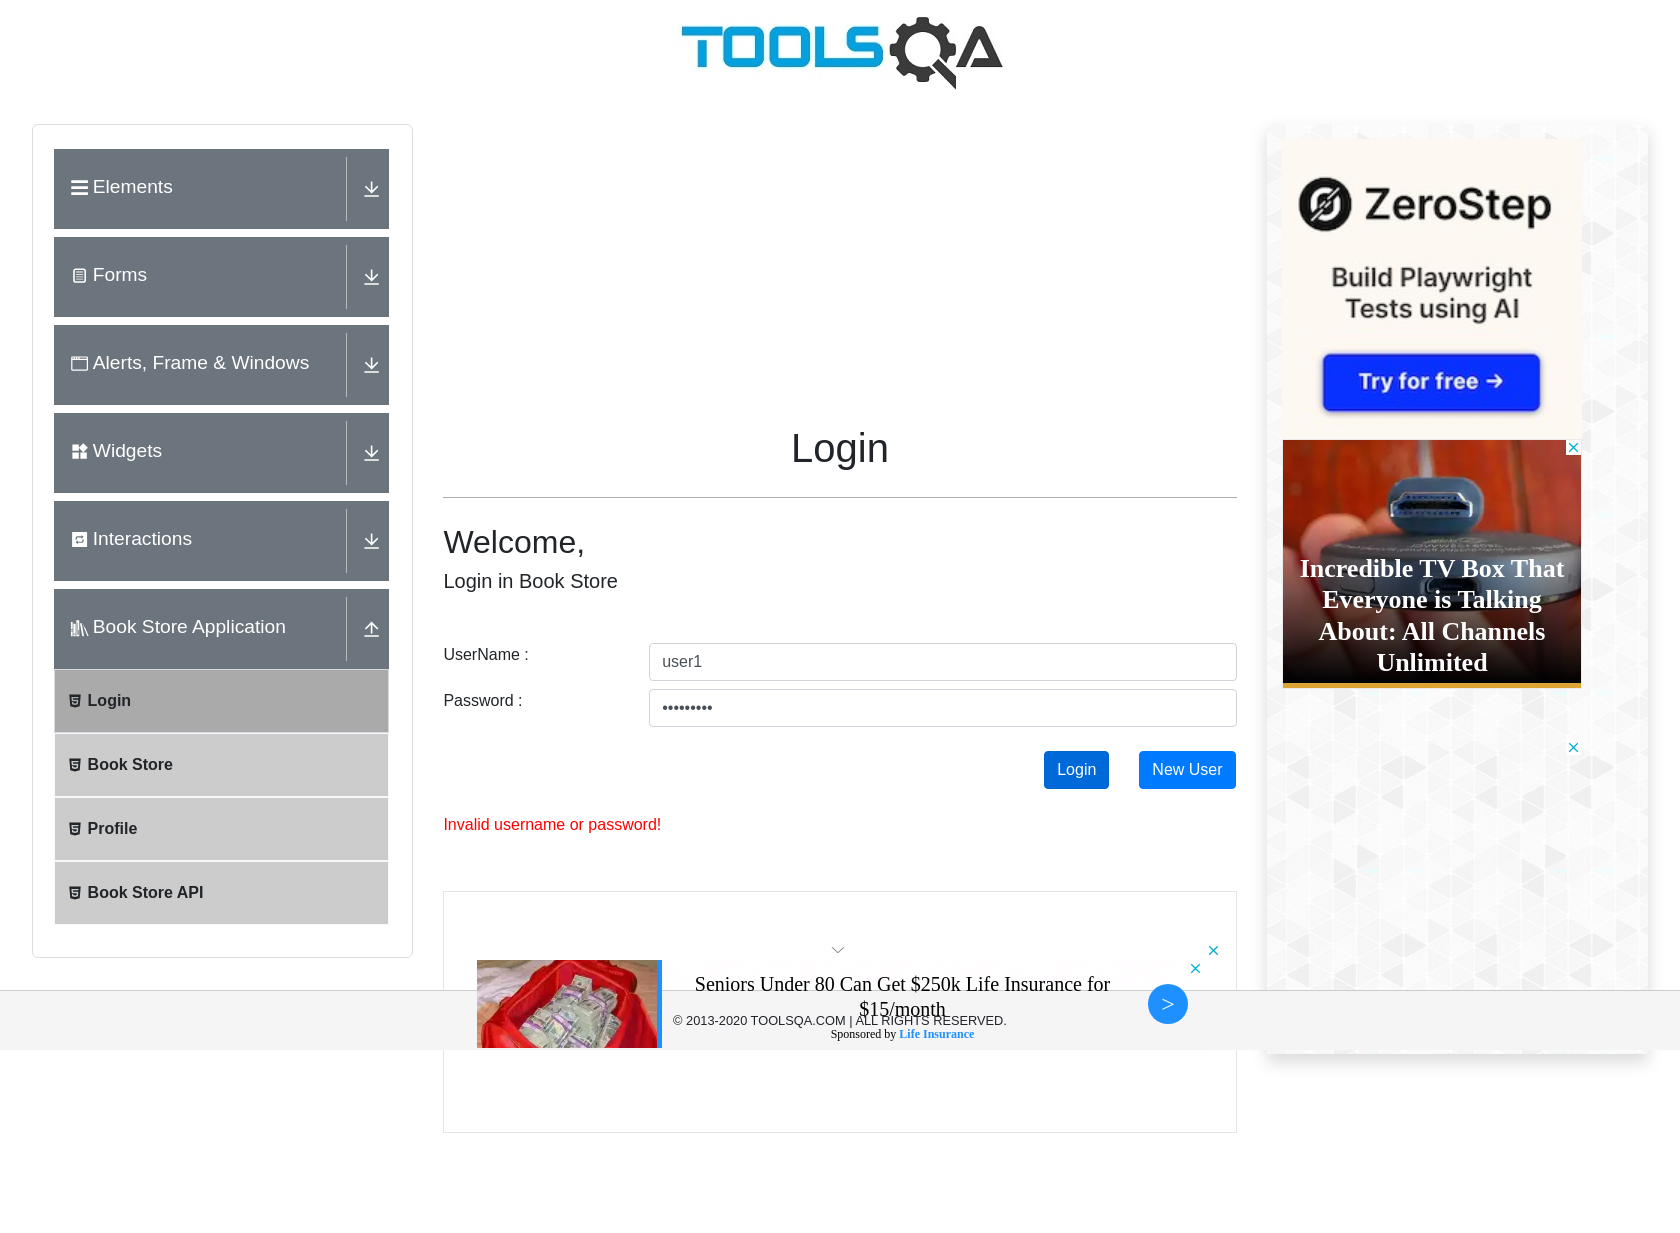 TOOLSQA
Elements
Forms
Alerts, Frame & Windows
Widgets
Interactions
Book Store Application
Login
Book Store
Profile
Book Store API
Login
Welcome,
Login in Book Store
UserName :
user1
Password :
•••••••••
Login
New User
Invalid username or password!
ZeroStep
Build Playwright
Tests using AI
Try for free →
Incredible TV Box That
Everyone is Talking
About: All Channels
Unlimited
Seniors Under 80 Can Get $250k Life Insurance for
$15/month
Sponsored by Life Insurance
>
© 2013-2020 TOOLSQA.COM | ALL RIGHTS RESERVED.